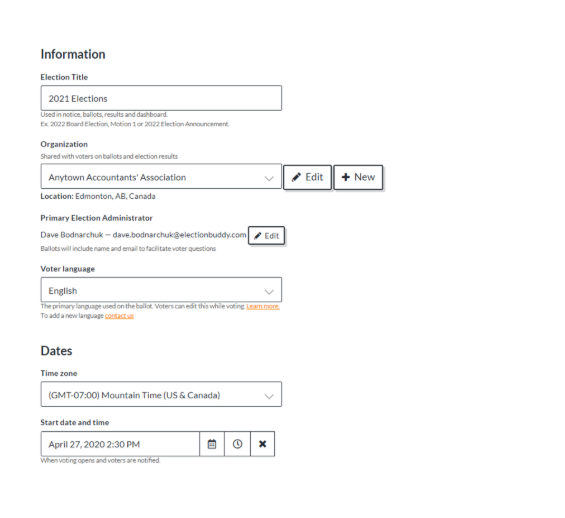 Information
Election Title
2021 Elections
Used in notice, ballots, results and dashboard.
Ex. 2022 Board Election, Motion 1 or 2022 Election Announcement.
Organization
Shared with voters on ballots and election results
Anytown Accountants' Association
Edit
New
Location: Edmonton, AB, Canada
Primary Election Administrator
Dave Bodnarchuk — dave.bodnarchuk@electionbuddy.com
Edit
Ballots will include name and email to facilitate voter questions
Voter language
English
The primary language used on the ballot. Voters can edit this while voting. Learn more.
To add a new language contact us
Dates
Time zone
(GMT-07:00) Mountain Time (US & Canada)
Start date and time
April 27, 2020 2:30 PM
When voting opens and voters are notified.